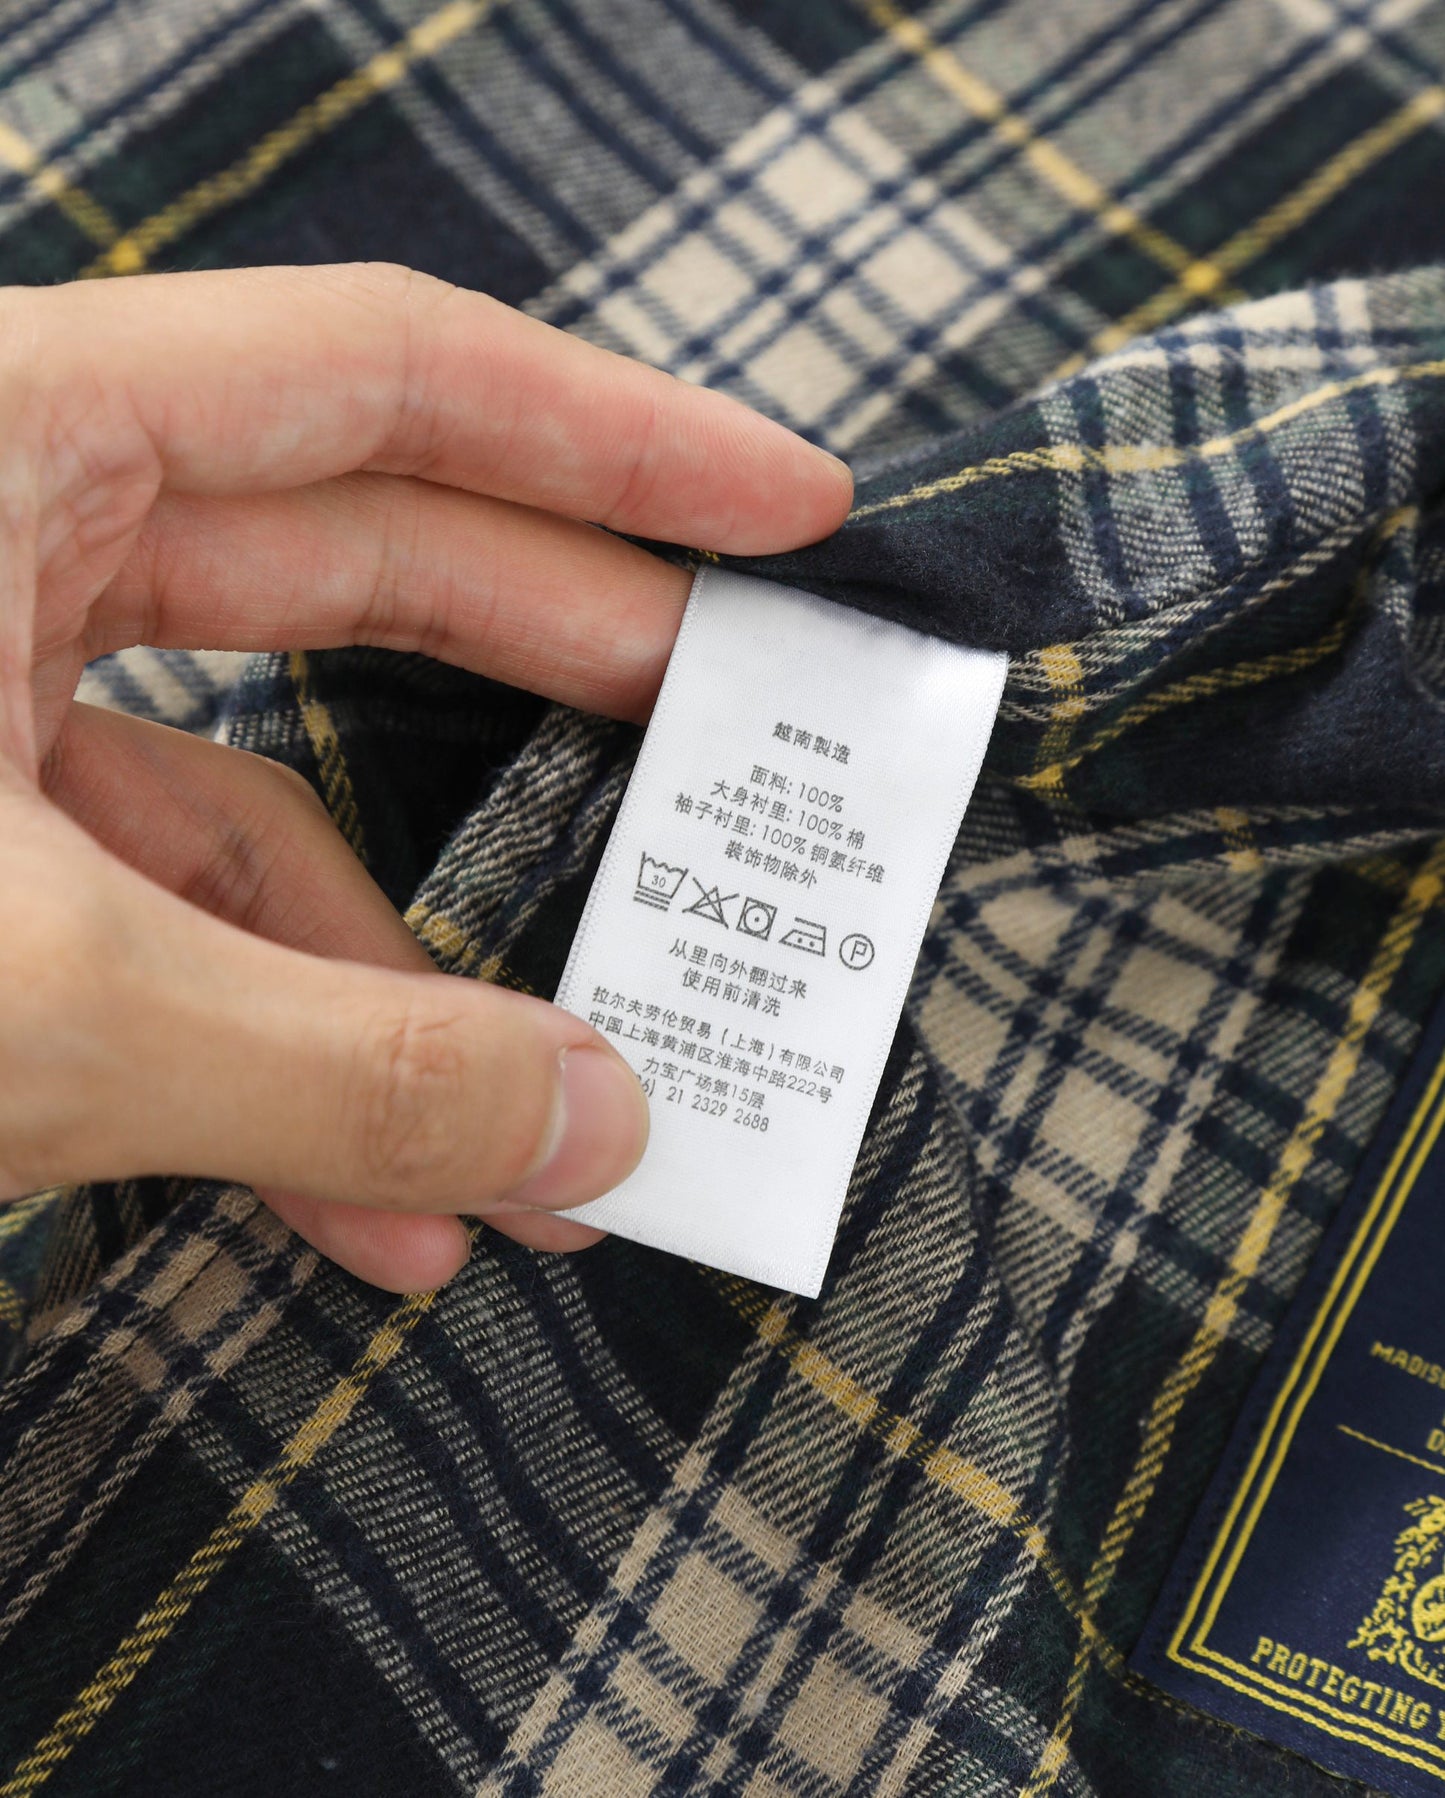 越南製造
面料: 100%
大身衬里: 100% 棉
袖子衬里: 100% 铜氨纤维
装饰物除外
30
P
从里向外翻过来
使用前清洗
拉尔夫劳伦贸易 (上海) 有限公司
中国上海黄浦区淮海中路222号
力宝广场第15层
6) 21 2329 2688
MADIS
D
PROTECTING